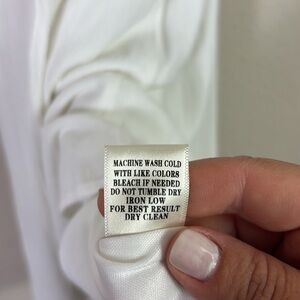 MACHINE WASH COLD
WITH LIKE COLORS
BLEACH IF NEEDED
DO NOT TUMBLE DRY
IRON LOW
FOR BEST RESULT
DRY CLEAN